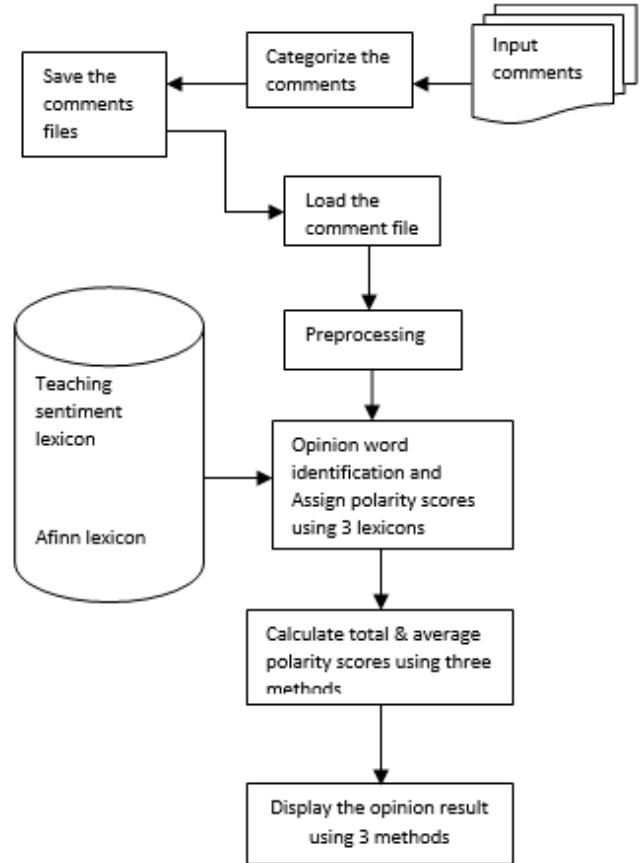 Input
comments
Categorize the
comments
Save the
comments
files
Load the
comment file
Preprocessing
Teaching
sentiment
lexicon
Afinn lexicon
Opinion word
identification and
Assign polarity scores
using 3 lexicons
Calculate total & average
polarity scores using three
methods
Display the opinion result
using 3 methods